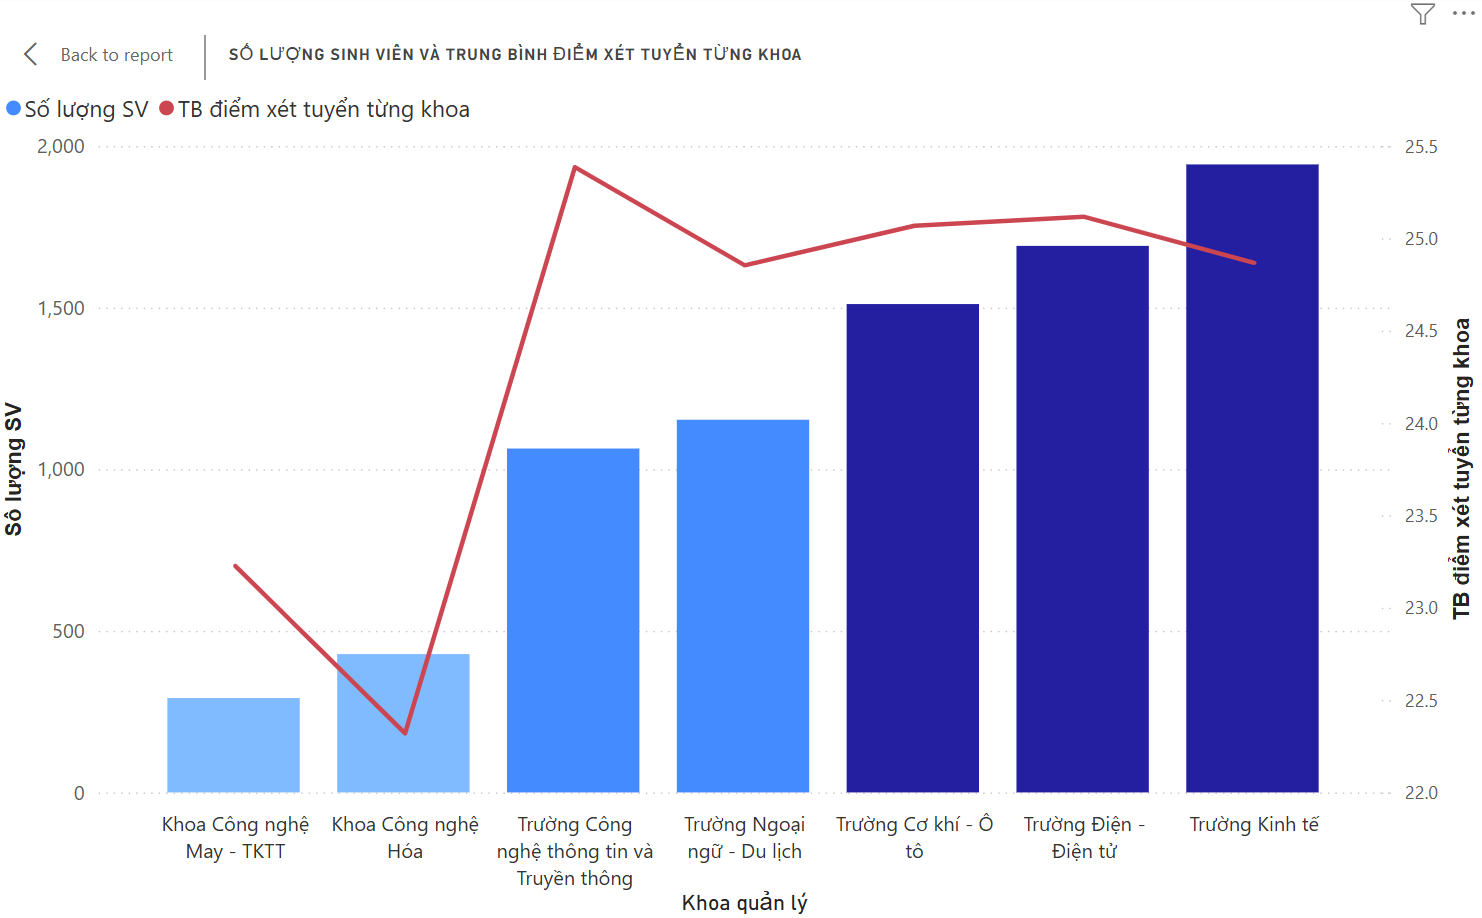 Back to report
SỐ LƯỢNG SINH VIÊN VÀ TRUNG BÌNH ĐIỂM XÉT TUYỂN TỪNG KHOA
Số lượng SV
TB điểm xét tuyển từng khoa
2,000
1,500
1,000
500
0
Số lượng SV
25.5
25.0
24.5
24.0
23.5
23.0
22.5
22.0
TB điểm xét tuyển từng khoa
Khoa Công nghệ
May - TKTT
Khoa Công nghệ
Hóa
Trường Công
nghệ thông tin và
Truyền thông
Trường Ngoại
ngữ - Du lịch
Trường Cơ khí - Ô
tô
Trường Điện -
Điện tử
Trường Kinh tế
Khoa quản lý